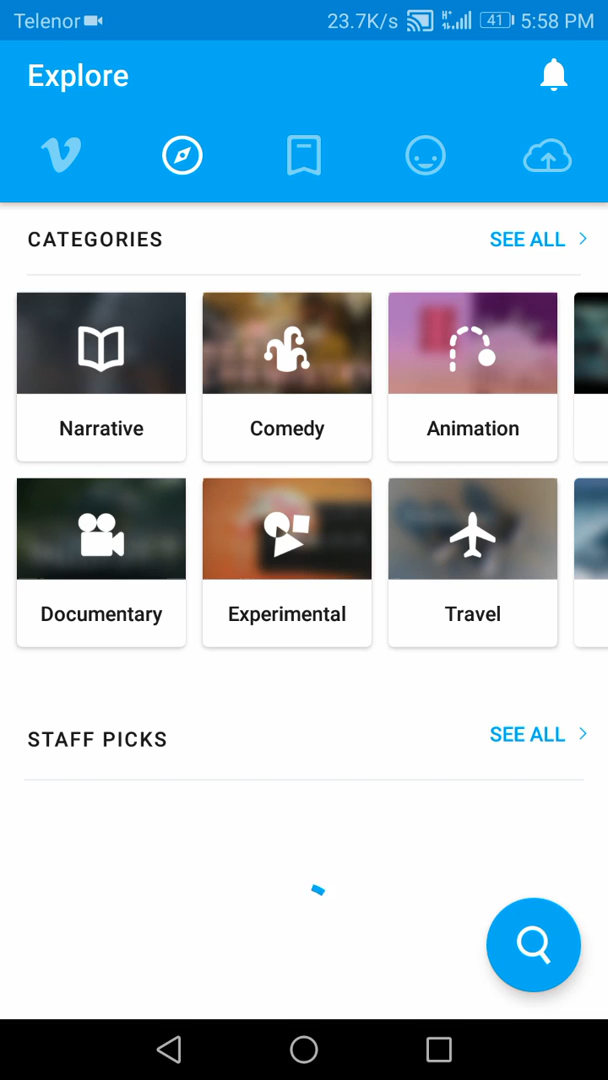 Telenor 23.7K/s H+ 41 5:58 PM
Explore
CATEGORIES SEE ALL
Narrative Comedy Animation
Documentary Experimental Travel
STAFF PICKS SEE ALL